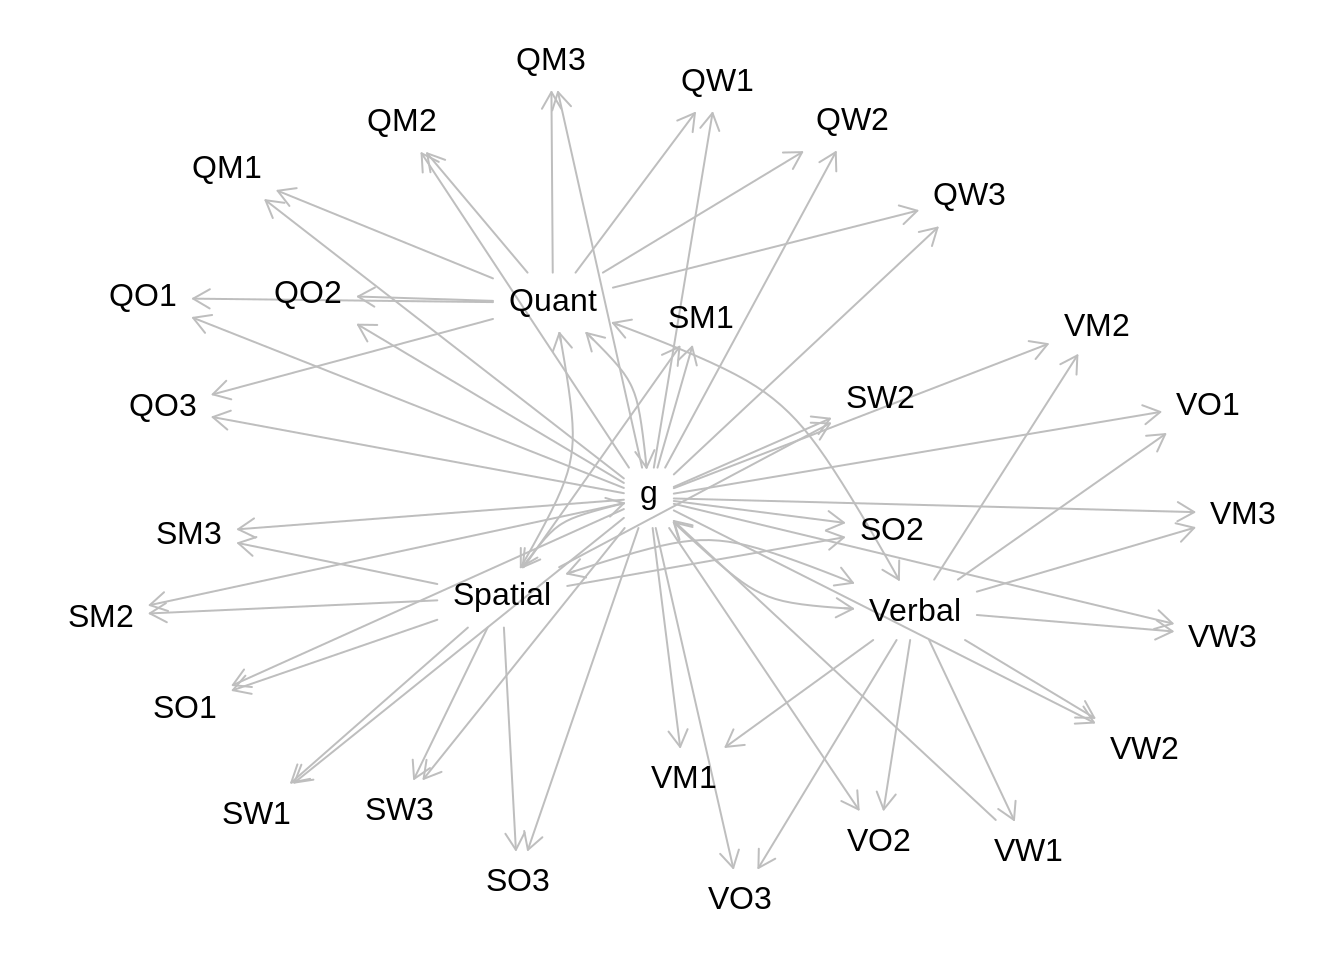 QM3
QW1
QM2
QW2
QM1
QW3
QO1
QO2
Quant
SM1
VM2
QO3
SW2
VO1
g
SM3
SO2
VM3
Spatial
SM2
Verbal
VW3
SO1
VW2
SW1
SW3
VM1
VO2
VW1
SO3
VO3